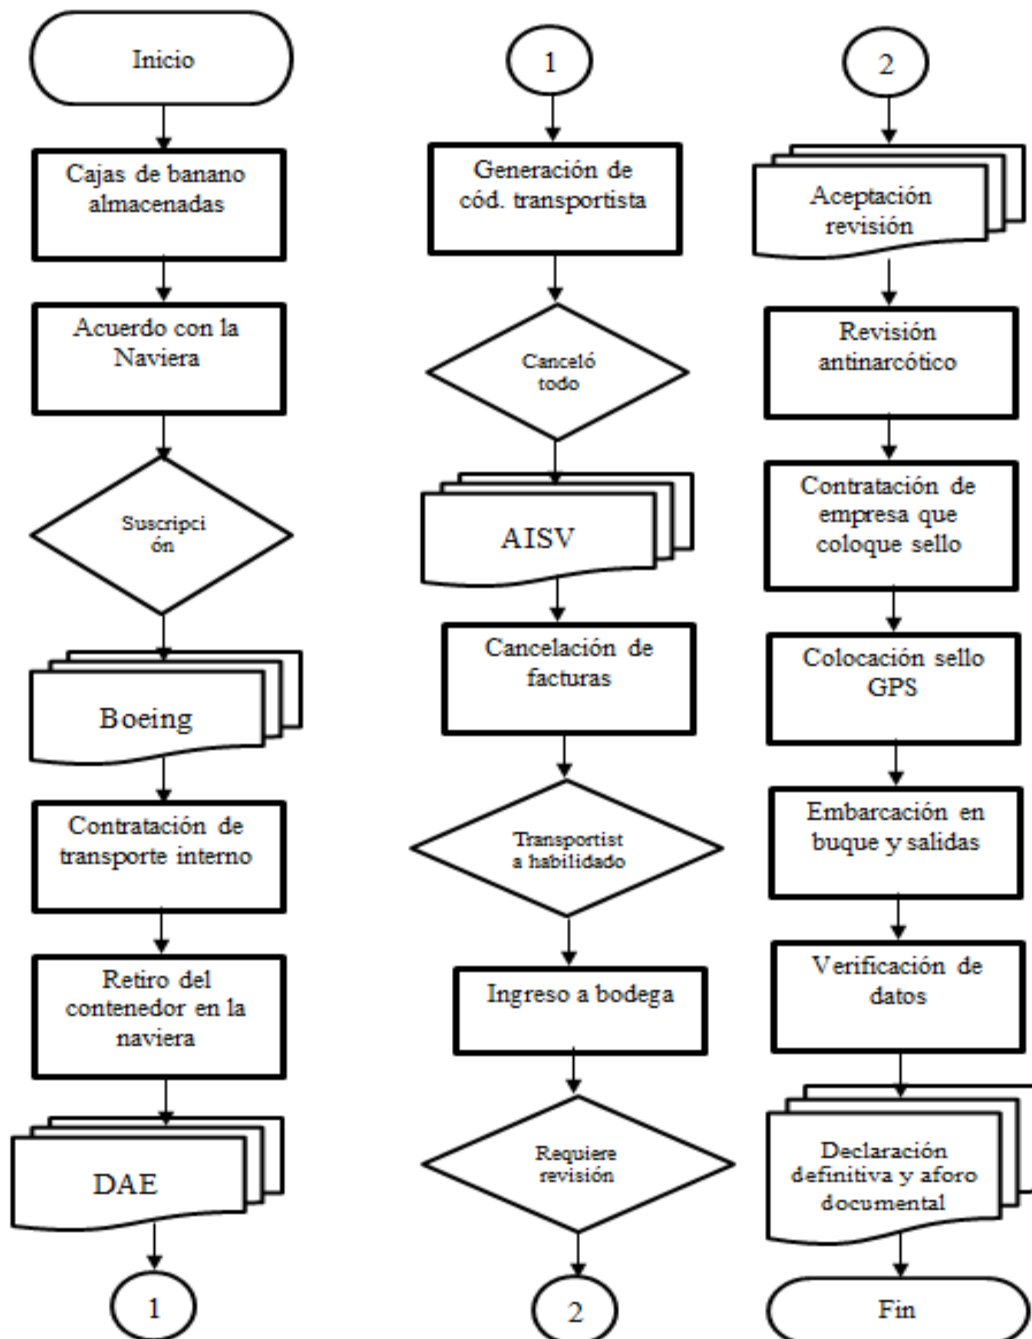 Inicio
Cajas de banano
almacenadas
Acuerdo con la
Naviera
Suscripci
ón
Boeing
Contratación de
transporte interno
Retiro del
contenedor en la
naviera
DAE
1
1
Generación de
cód. transportista
Canceló
todo
AISV
Cancelación de
facturas
Transportist
a habilidado
Ingreso a bodega
Requiere
revisión
2
2
Aceptación
revisión
Revisión
antinarcótico
Contratación de
empresa que
coloque sello
Colocación sello
GPS
Embarcación en
buque y salidas
Verificación de
datos
Declaración
definitiva y aforo
documental
Fin